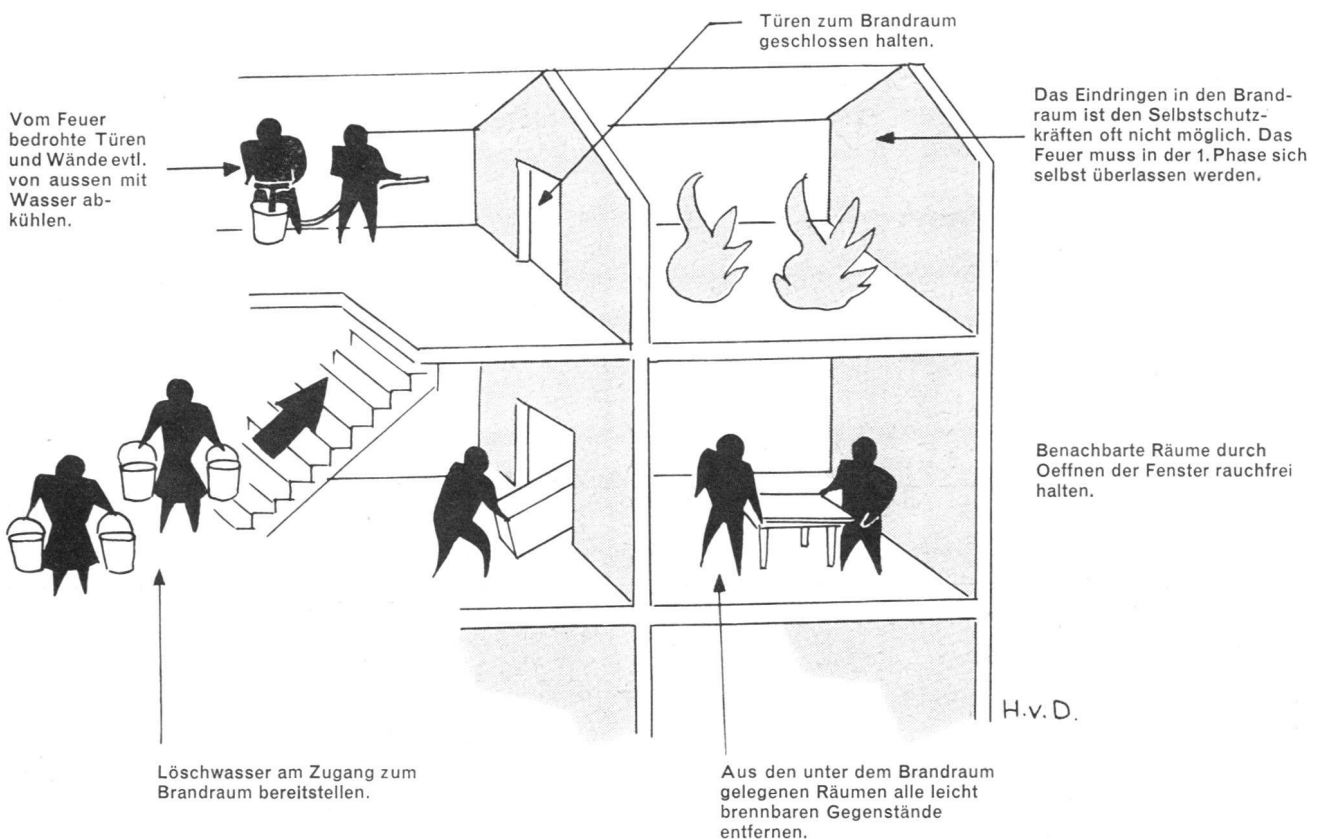 Türen zum Brandraum
geschlossen halten.
Vom Feuer
bedrohte Türen
und Wände evtl.
von aussen mit
Wasser ab-
kühlen.
Das Eindringen in den Brand-
raum ist den Selbstschutz-
kräften oft nicht möglich. Das
Feuer muss in der 1. Phase sich
selbst überlassen werden.
Benachbarte Räume durch
Oeffnen der Fenster rauchfrei
halten.
H.v.D.
Löschwasser am Zugang zum
Brandraum bereitstellen.
Aus den unter dem Brandraum
gelegenen Räumen alle leicht
brennbaren Gegenstände
entfernen.